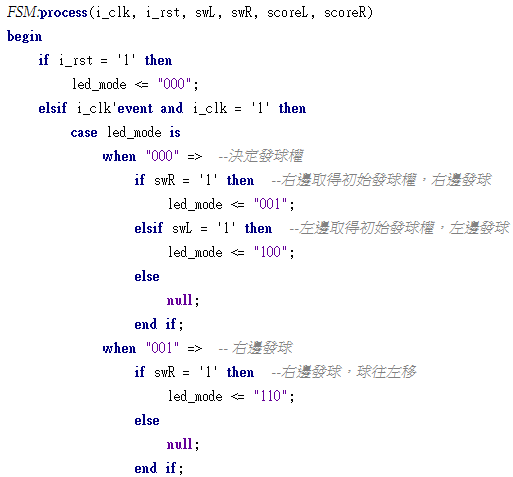 FSM:process(i_clk, i_rst, swL, swR, scoreL, scoreR)
begin
    if i_rst = '1' then
        led_mode <= "000";
    elsif i_clk'event and i_clk = '1' then
        case led_mode is
            when "000" =>  --決定發球權
                if swR = '1' then  --右邊取得初始發球權，右邊發球
                    led_mode <= "001";
                elsif swL = '1' then  --左邊取得初始發球權，左邊發球
                    led_mode <= "100";
                else
                    null;
                end if;
            when "001" =>  -- 右邊發球
                if swR = '1' then  --右邊發球，球往左移
                    led_mode <= "110";
                else
                    null;
                end if;